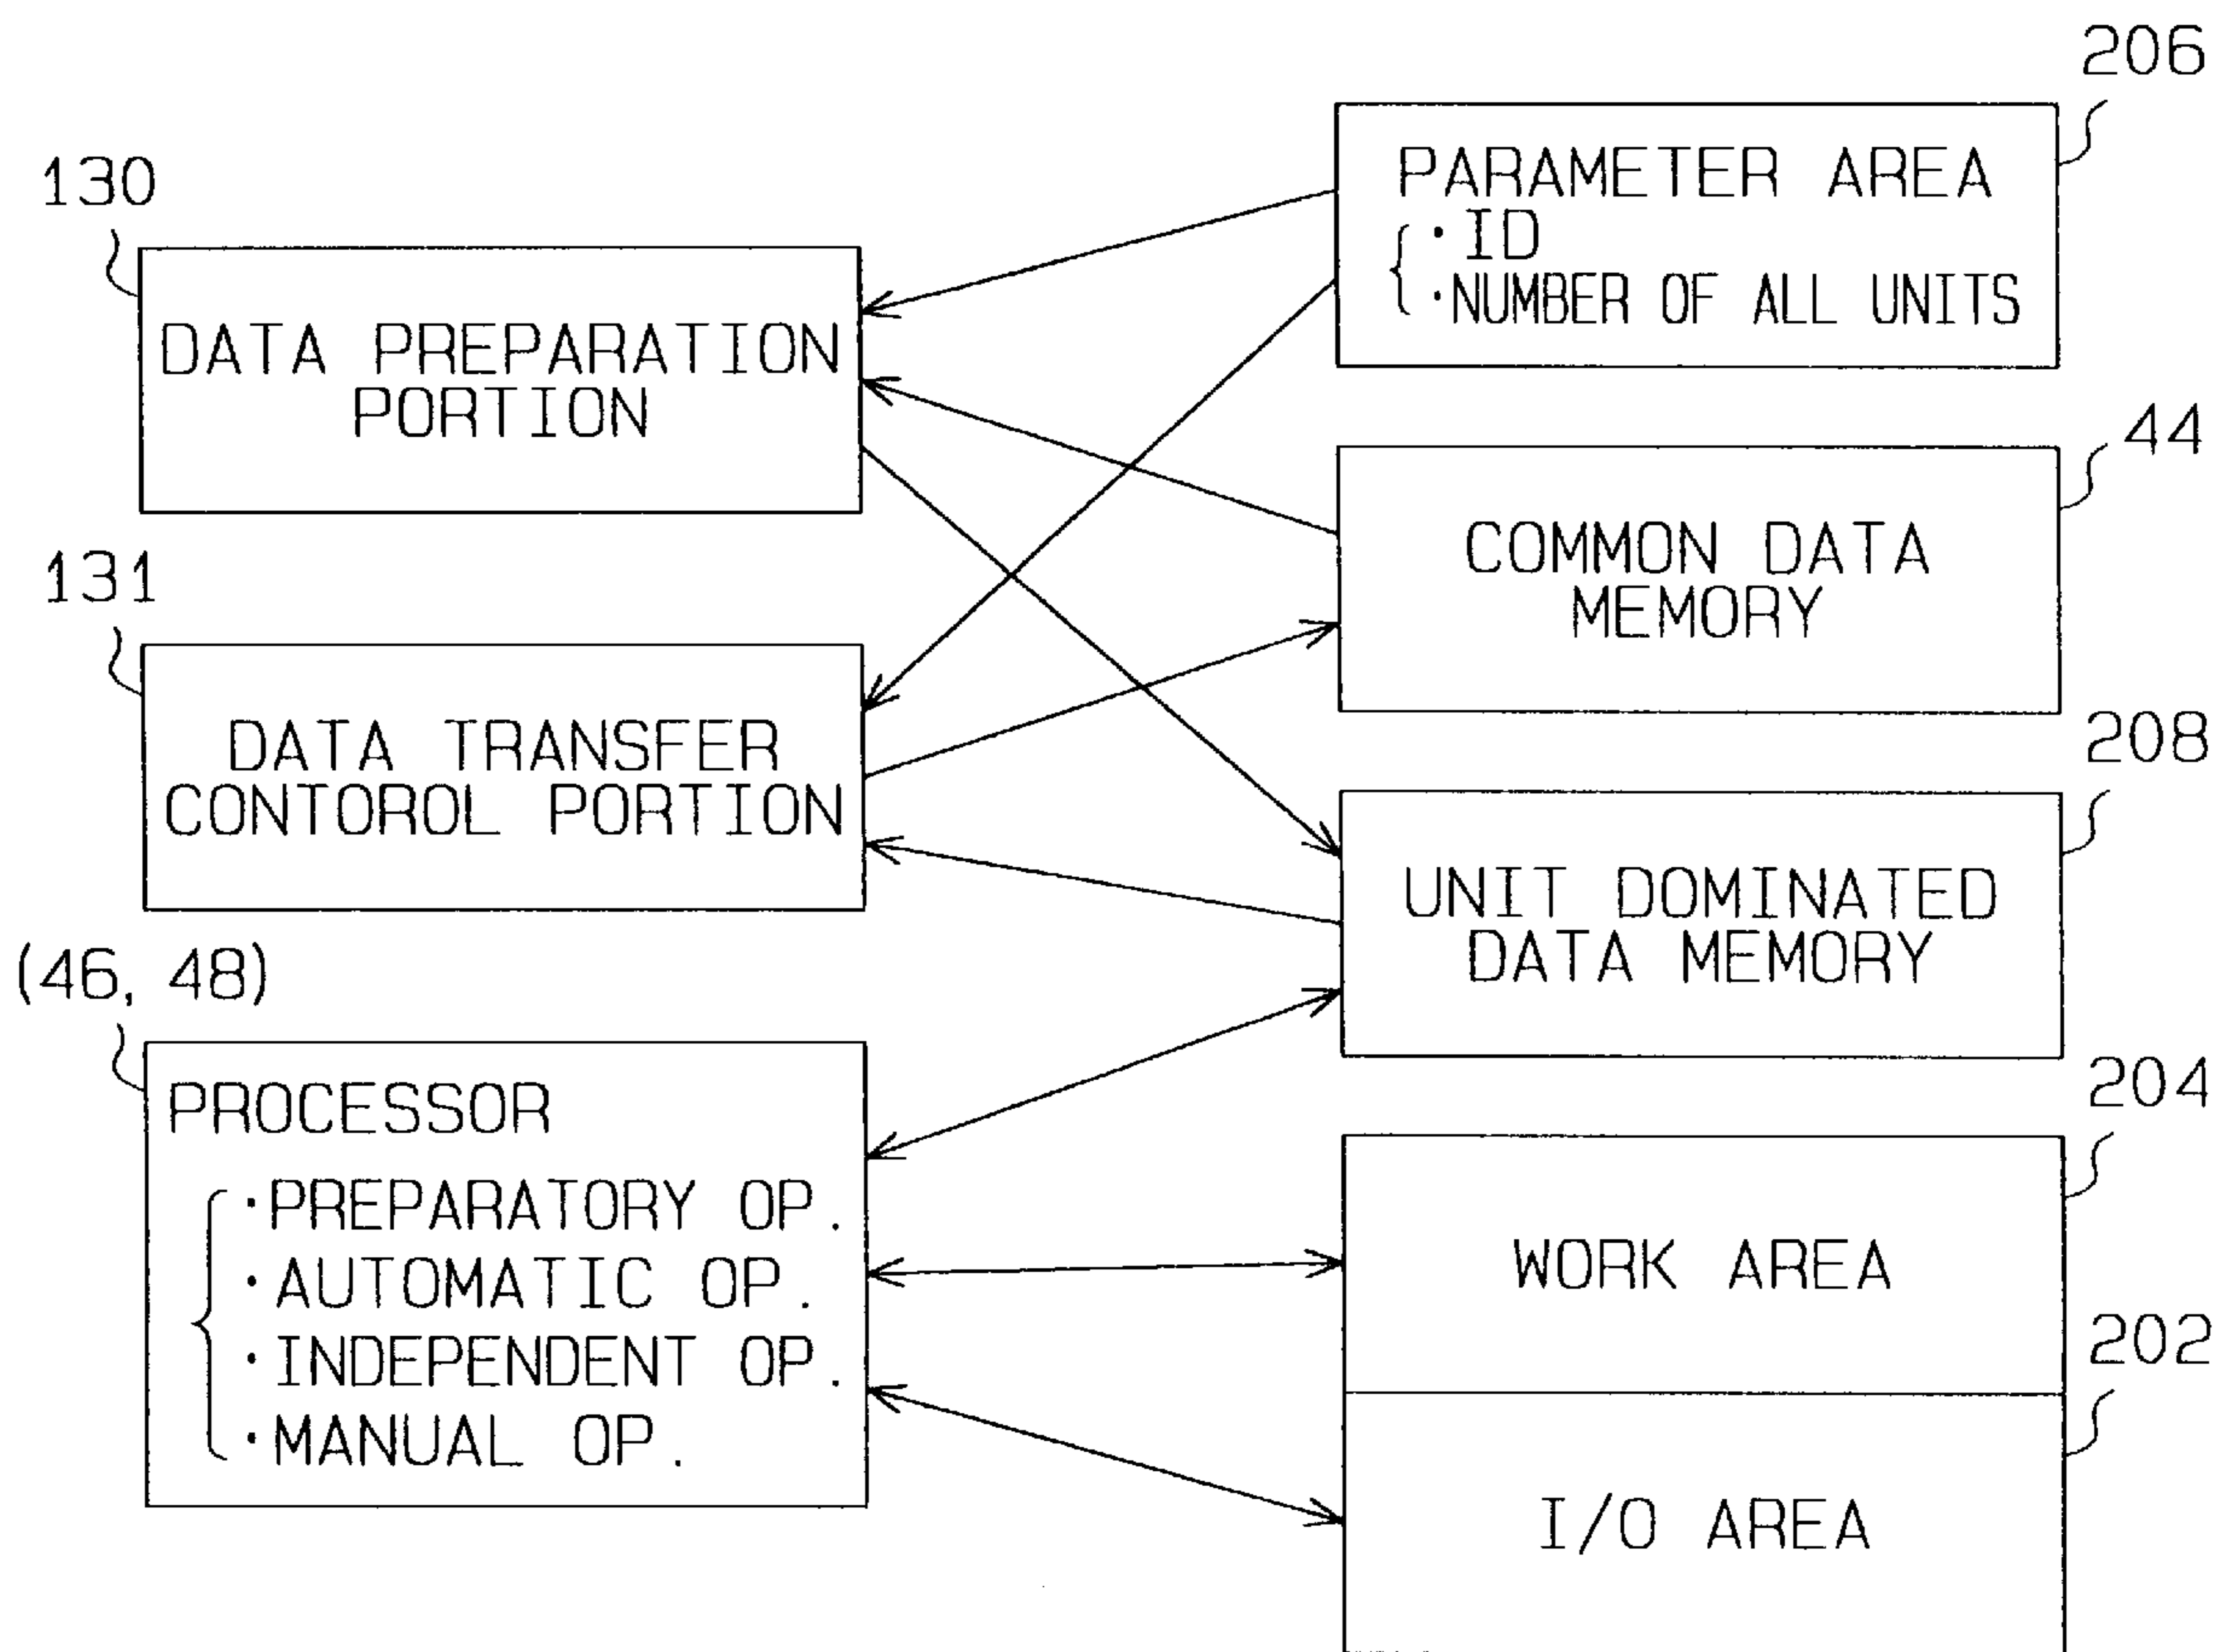 206
130
PARAMETER AREA
·ID
·NUMBER OF ALL UNITS
DATA PREPARATION
PORTION
44
COMMON DATA
MEMORY
131
DATA TRANSFER
CONTOROL PORTION
208
UNIT DOMINATED
DATA MEMORY
(46, 48)
PROCESSOR
·PREPARATORY OP.
·AUTOMATIC OP.
·INDEPENDENT OP.
·MANUAL OP.
204
WORK AREA
202
I/O AREA